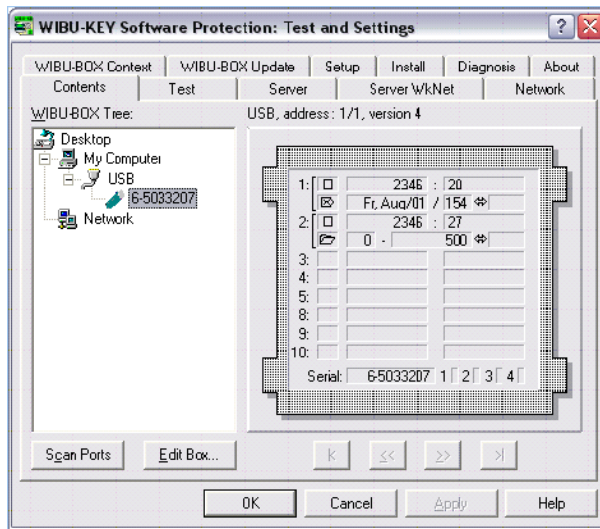 WIBU-KEY Software Protection: Test and Settings
WIBU-BOX Context WIBU-BOX Update Setup Install Diagnosis About
Contents Test Server Server WkNet Network
WIBU-BOX Tree: USB, address: 1/1, version 4
Desktop
My Computer
USB
6-5033207
Network
1: 2346 : 20
Fr, Aug/01 / 154
2: 2346 : 27
0 - 500
3:
4:
5:
8:
9:
10:
Serial: 6-5033207 1 2 3 4
Scan Ports Edit Box... k << >> >|
OK Cancel Apply Help